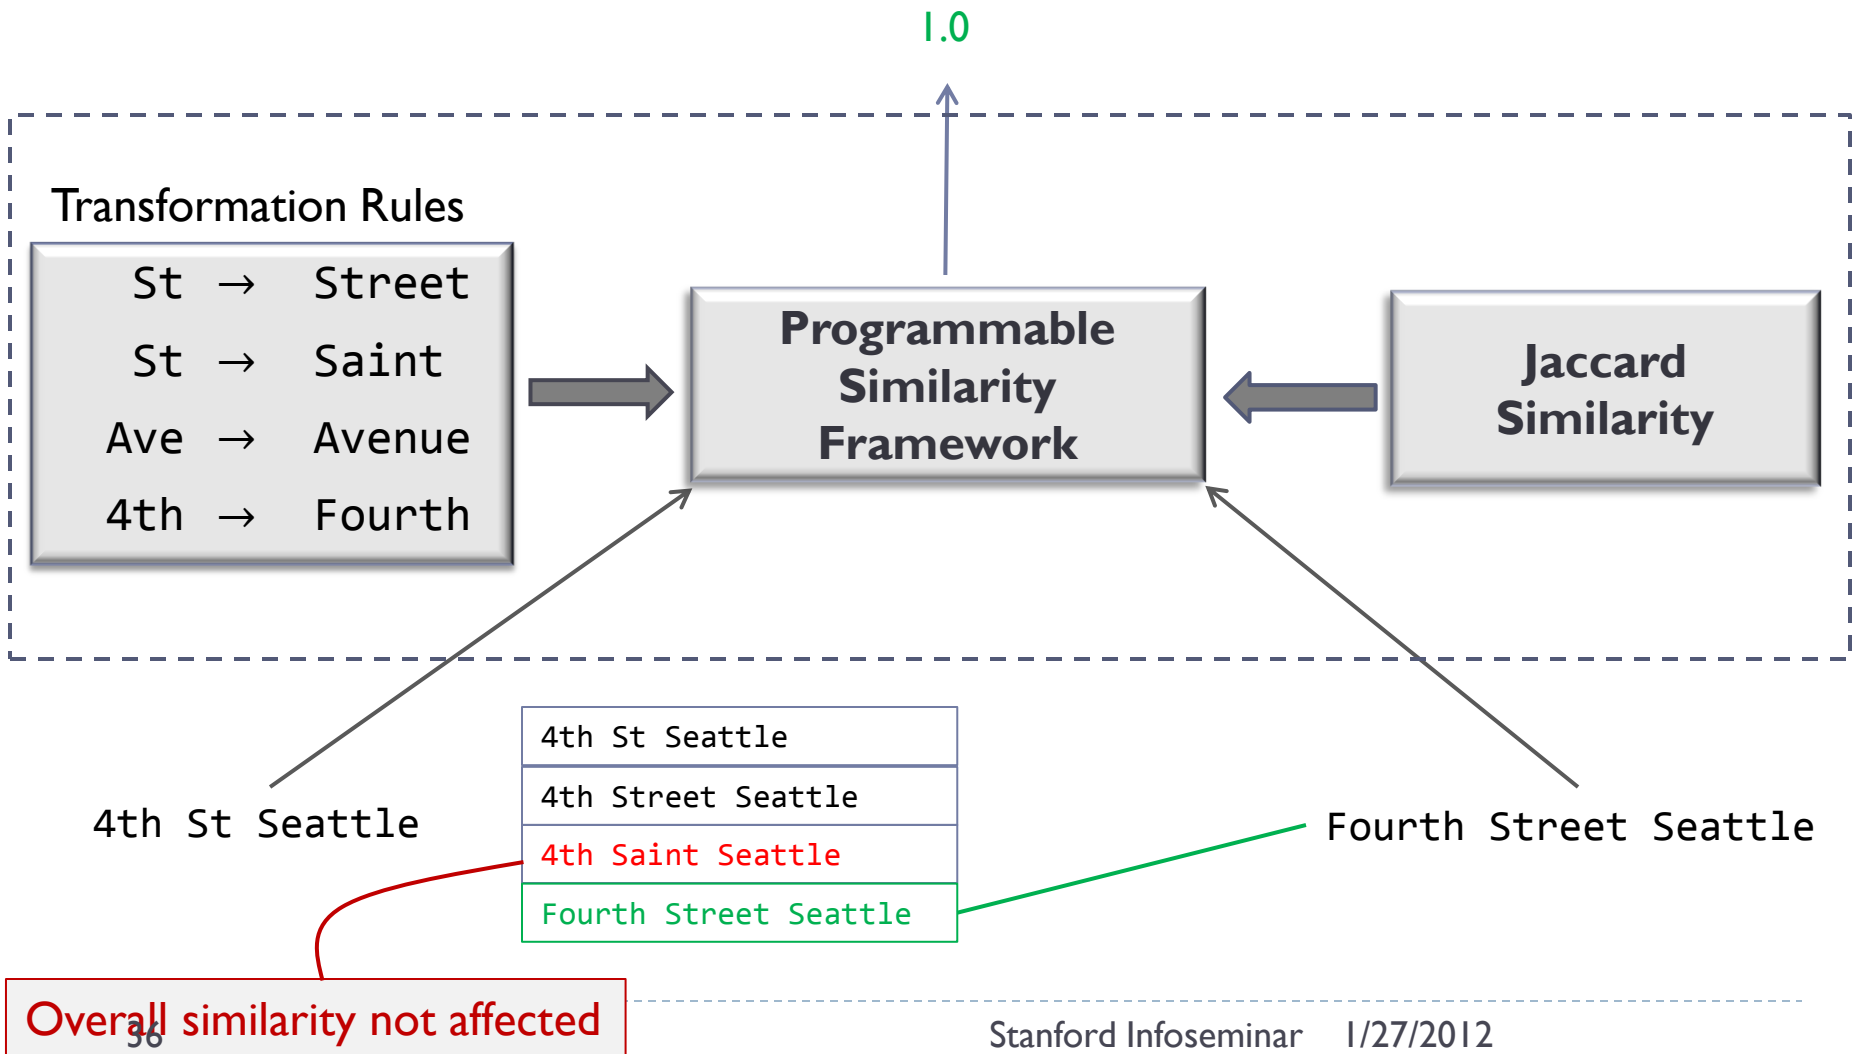 1.0
Transformation Rules
St → Street
St → Saint
Ave → Avenue
4th → Fourth
Programmable
Similarity
Framework
Jaccard
Similarity
4th St Seattle
4th St Seattle
4th Street Seattle
4th Saint Seattle
Fourth Street Seattle
Fourth Street Seattle
Overall similarity not affected
36
Stanford Infoseminar 1/27/2012